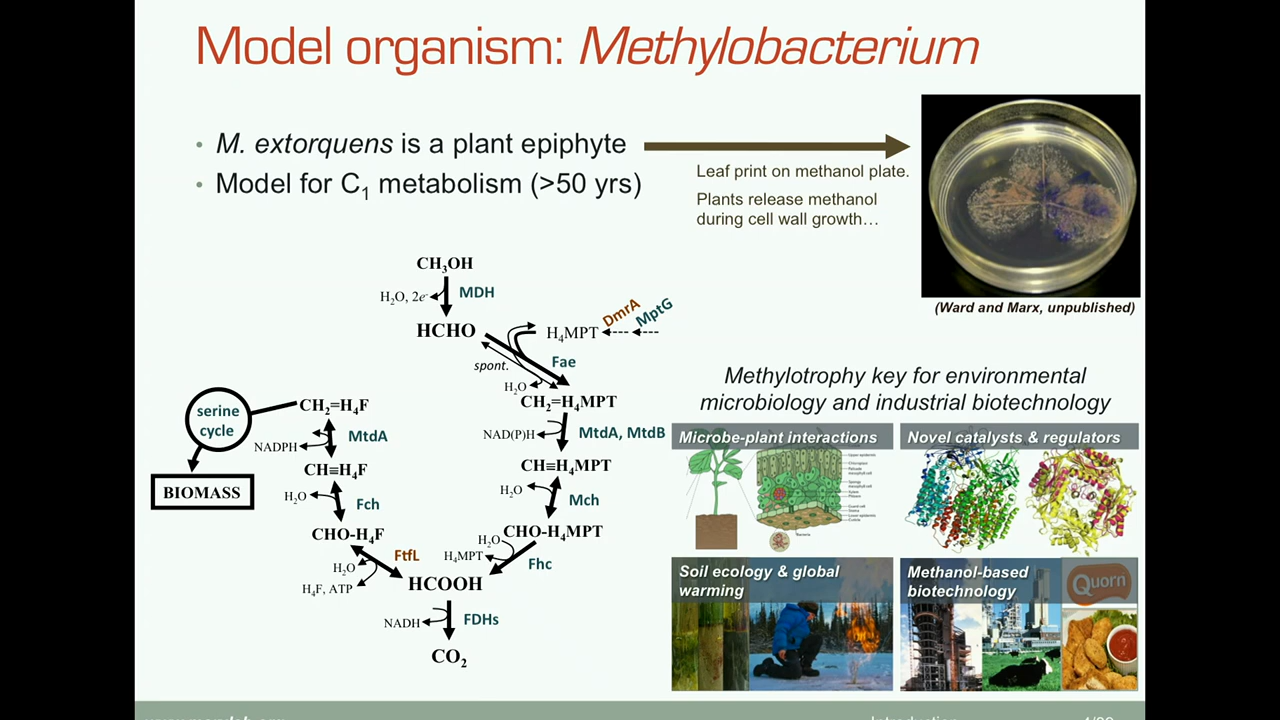 Model organism: Methylobacterium
• M. extorquens is a plant epiphyte
• Model for C1 metabolism (>50 yrs)
Leaf print on methanol plate.
Plants release methanol
during cell wall growth…
(Ward and Marx, unpublished)
CH3OH
H2O, 2e-
MDH
HCHO
H4MPT
DmrA
MptG
spont.
Fae
H2O
CH2=H4MPT
NAD(P)H
MtdA, MtdB
CH≡H4MPT
H2O
Mch
CHO-H4MPT
H2O
H4MPT
Fhc
HCOOH
NADH
FDHs
CO2
FtfL
H2O
H4F, ATP
CHO-H4F
H2O
Fch
CH≡H4F
NADPH
MtdA
CH2=H4F
serine
cycle
BIOMASS
Methylotrophy key for environmental
microbiology and industrial biotechnology
Microbe-plant interactions
Novel catalysts & regulators
Soil ecology & global
warming
Methanol-based
biotechnology
Quorn